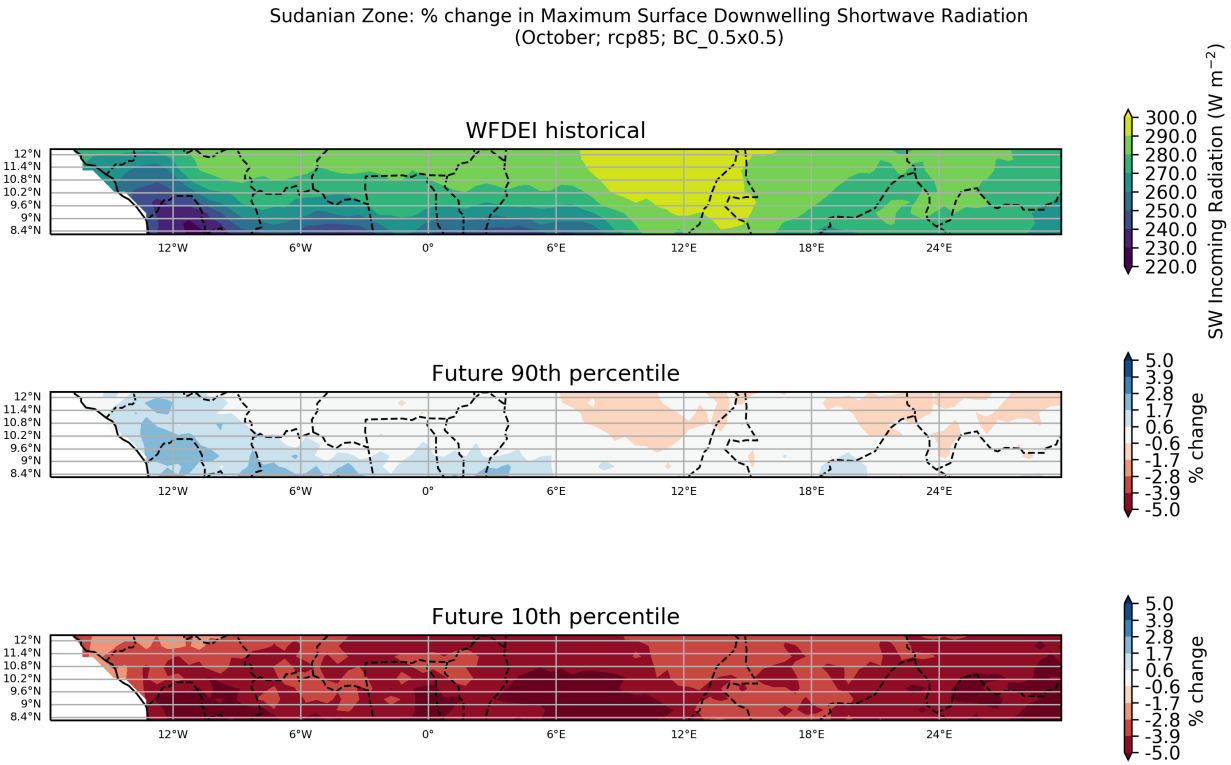 Sudanian Zone: % change in Maximum Surface Downwelling Shortwave Radiation
(October; rcp85; BC_0.5x0.5)
WFDEI historical
12°N
11.4°N
10.8°N
10.2°N
9.6°N
9°N
8.4°N
12°W
6°W
0°
6°E
12°E
18°E
24°E
300.0
290.0
280.0
270.0
260.0
250.0
240.0
230.0
220.0
SW Incoming Radiation (W m⁻²)
Future 90th percentile
12°N
11.4°N
10.8°N
10.2°N
9.6°N
9°N
8.4°N
12°W
6°W
0°
6°E
12°E
18°E
24°E
5.0
3.9
2.8
1.7
0.6
-0.6
-1.7
-2.8
-3.9
-5.0
% change
Future 10th percentile
12°N
11.4°N
10.8°N
10.2°N
9.6°N
9°N
8.4°N
12°W
6°W
0°
6°E
12°E
18°E
24°E
5.0
3.9
2.8
1.7
0.6
-0.6
-1.7
-2.8
-3.9
-5.0
% change